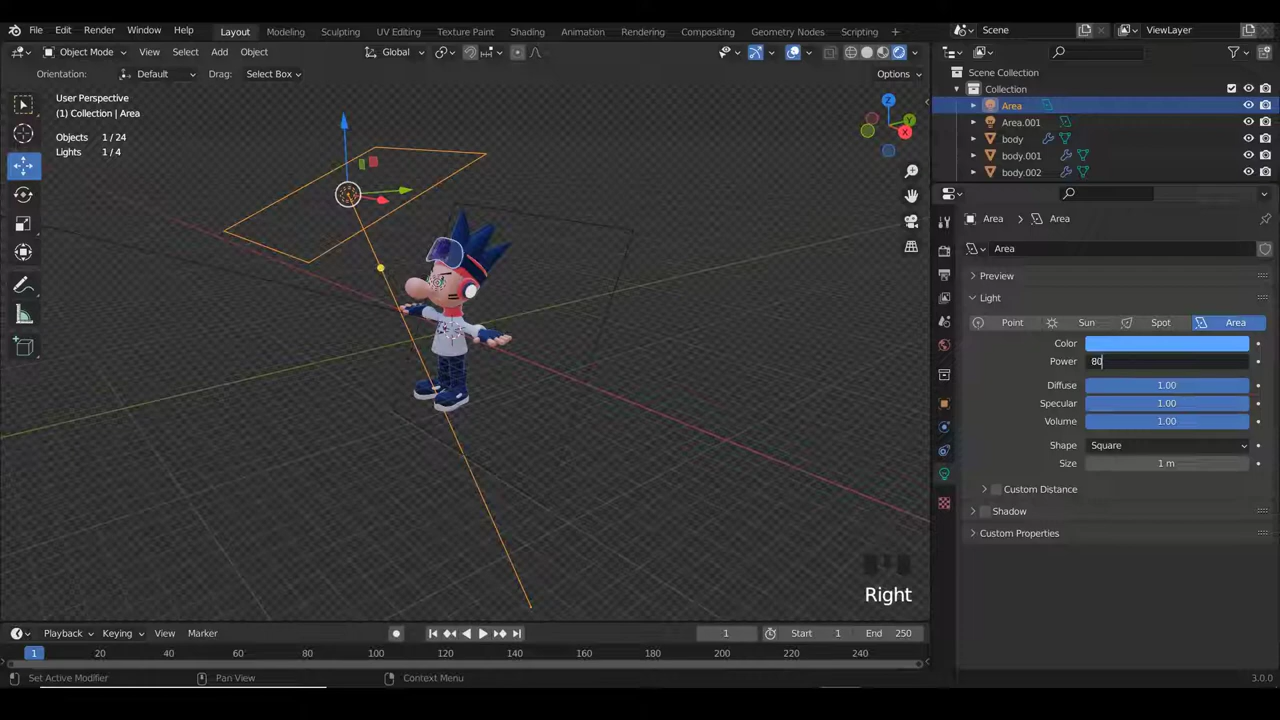 File Edit Render Window Help Layout Modeling Sculpting UV Editing Texture Paint Shading Animation Rendering Compositing Geometry Nodes Scripting + Scene ViewLayer
Object Mode View Select Add Object Global Options
Orientation: Default Drag: Select Box
User Perspective
(1) Collection | Area
Objects 1 / 24
Lights 1 / 4
Z
Y
X
Right
Scene Collection
Collection
Area
Area.001
body
body.001
body.002
Area Area
Area
Preview
Light
Point Sun Spot Area
Color
Power 80
Diffuse 1.00
Specular 1.00
Volume 1.00
Shape Square
Size 1 m
Custom Distance
Shadow
Custom Properties
Playback Keying View Marker 1 Start 1 End 250
1 20 40 60 80 100 120 140 160 180 200 220 240
Set Active Modifier Pan View Context Menu 3.0.0